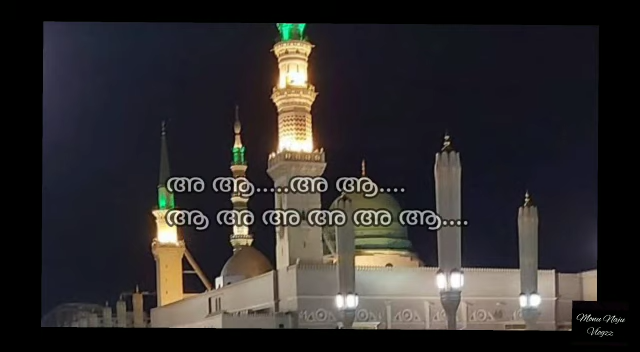 അ ആ.....അ ആ....
ആ അ അ അ അ ആ....
Monu Naju
Vlogzz